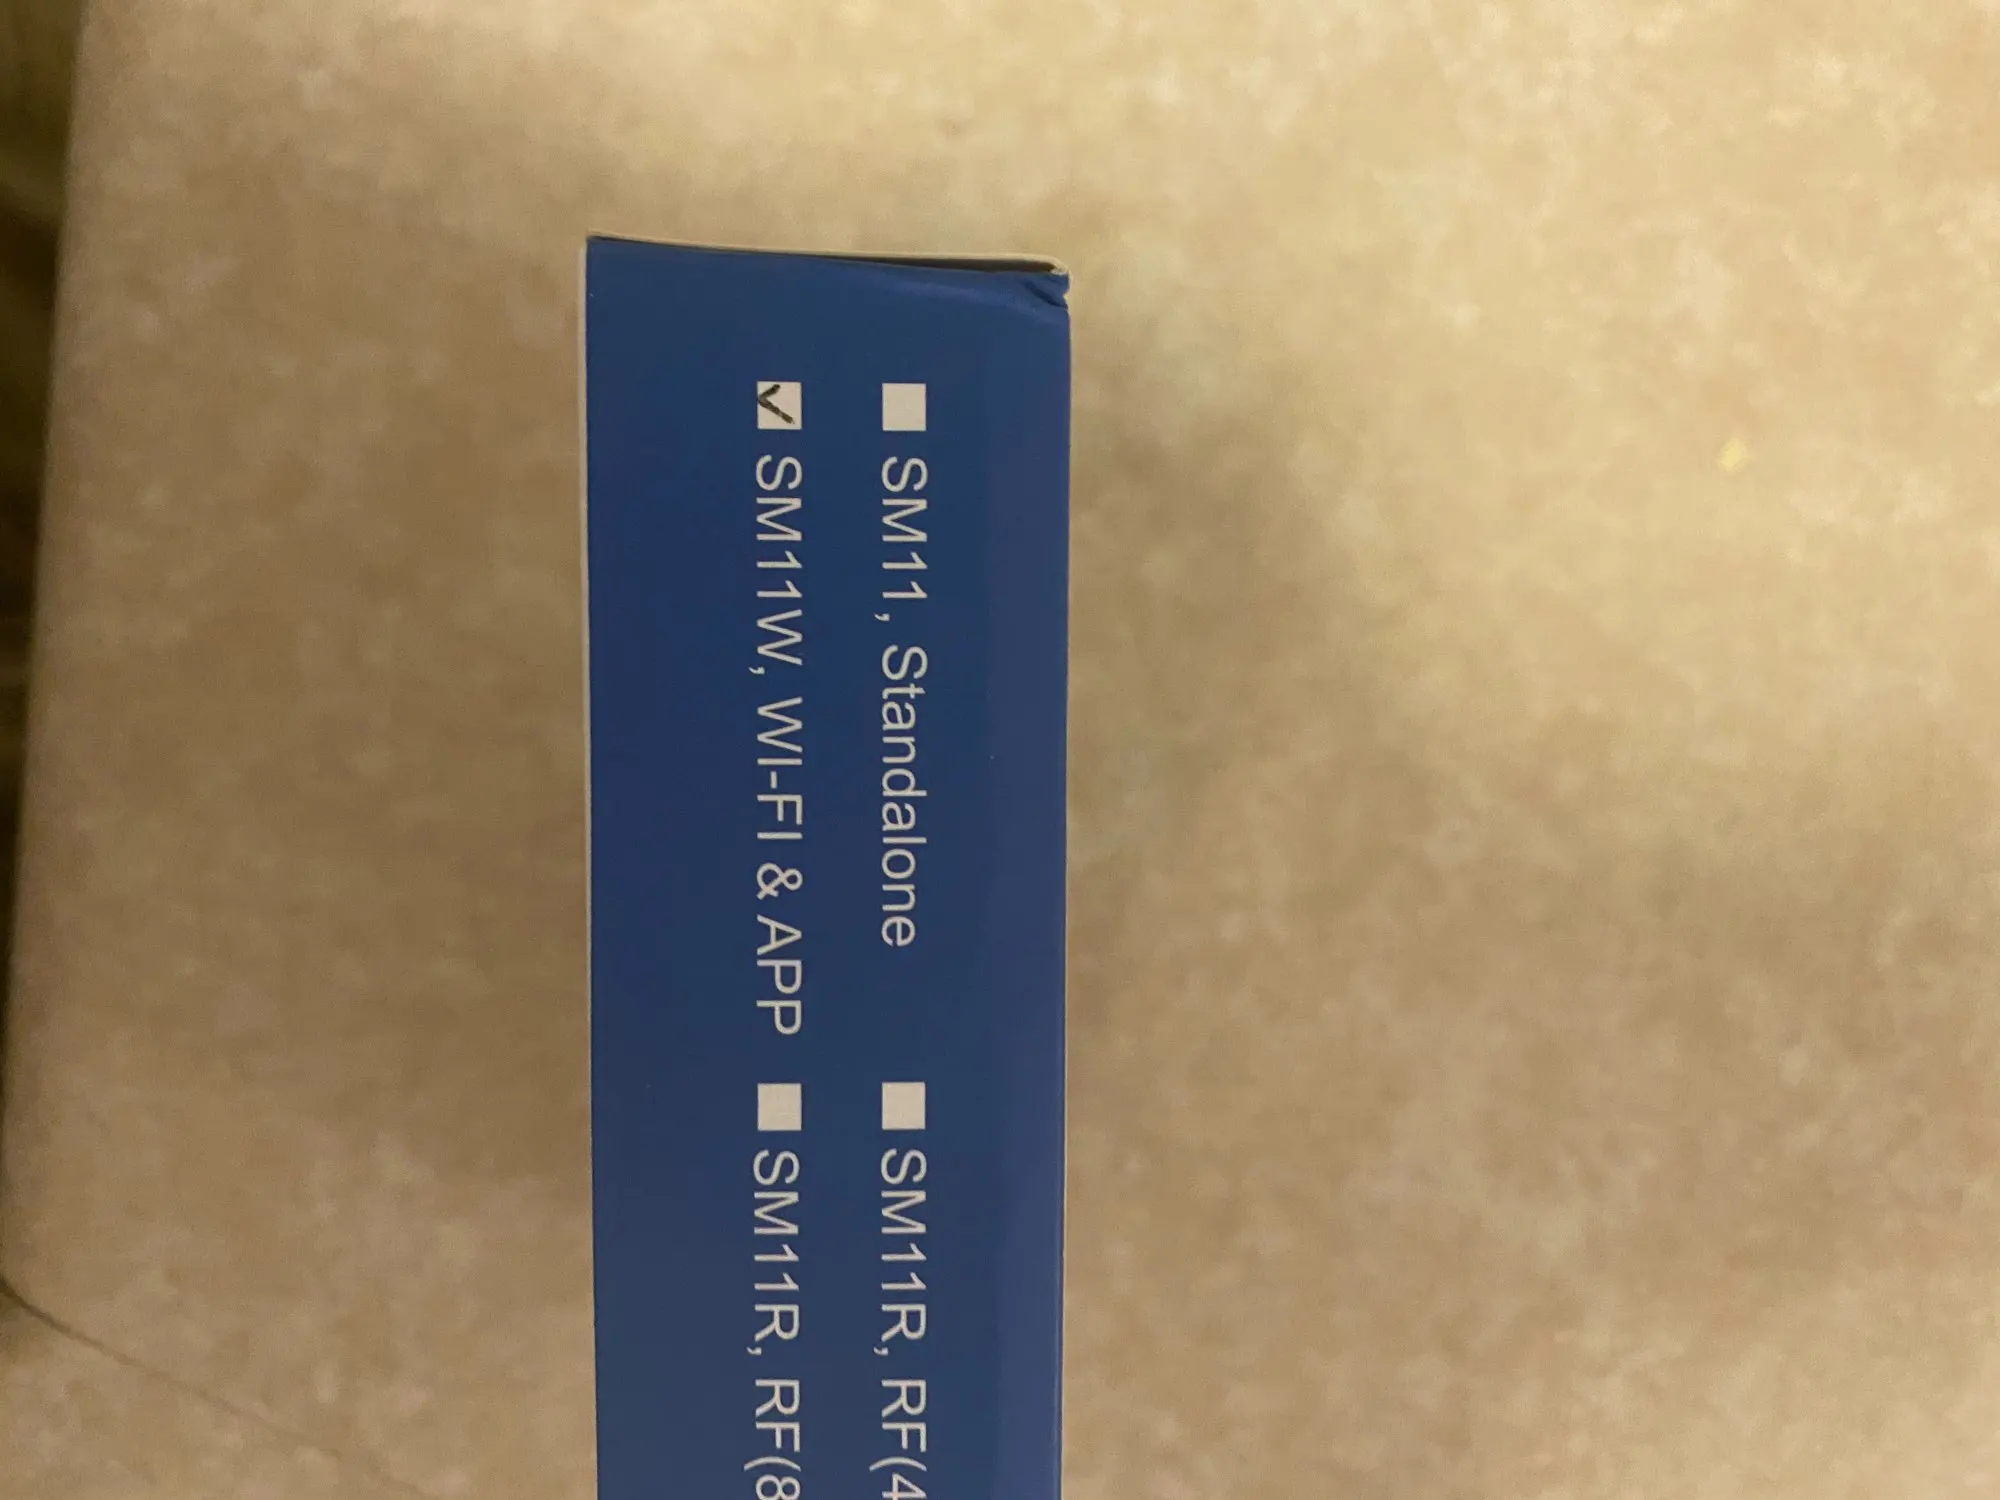 SM11, Standalone SM11R, RF(4
SM11W, WI-FI & APP SM11R, RF(8